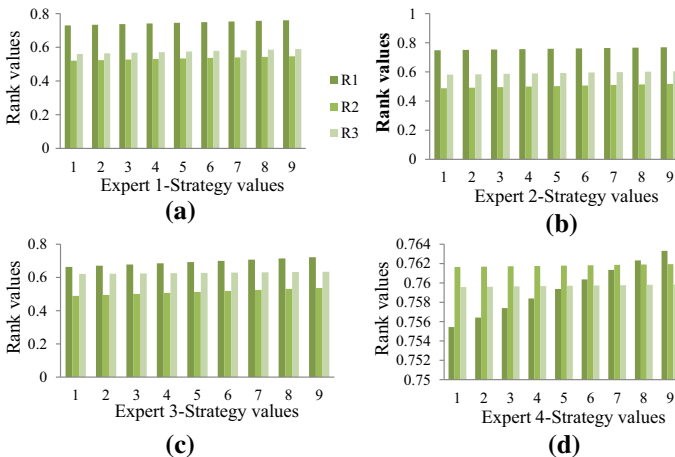 0.8
0.6
0.4
0.2
0
Rank values
1 2 3 4 5 6 7 8 9
Expert 1-Strategy values
(a)
R1
R2
R3
1
0.8
0.6
0.4
0.2
0
Rank values
1 2 3 4 5 6 7 8 9
Expert 2-Strategy values
(b)
0.8
0.6
0.4
0.2
0
Rank values
1 2 3 4 5 6 7 8 9
Expert 3-Strategy values
(c)
0.764
0.762
0.76
0.758
0.756
0.754
0.752
0.75
Rank values
1 2 3 4 5 6 7 8 9
Expert 4-Strategy values
(d)